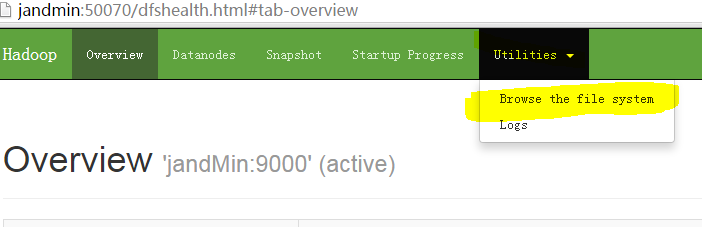 jandmin:50070/dfshealth.html#tab-overview
Hadoop Overview Datanodes Snapshot Startup Progress Utilities
Browse the file system
Logs
Overview 'jandMin:9000' (active)